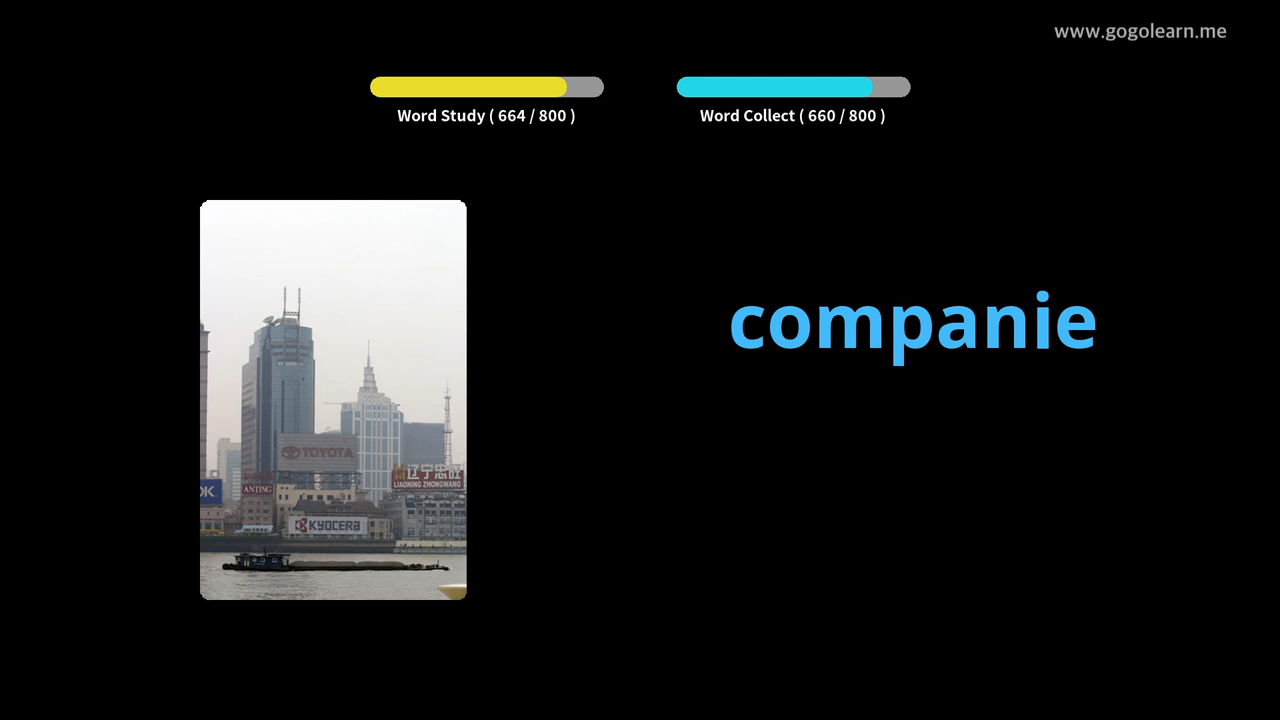 www.gogolearn.me
Word Study ( 664 / 800 )
Word Collect ( 660 / 800 )
companie
TOYOTA
辽宁忠旺
LIAONING ZHONGWANG
ANTING
KYOCERA